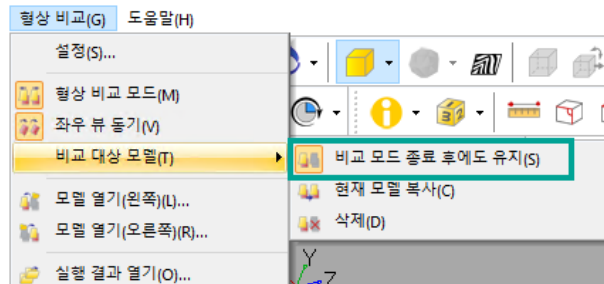 형상 비교(G) 도움말(H)
설정(S)...
형상 비교 모드(M)
좌우 뷰 동기(V)
비교 대상 모델(T)
비교 모드 종료 후에도 유지(S)
현재 모델 복사(C)
삭제(D)
모델 열기(왼쪽)(L)...
모델 열기(오른쪽)(R)...
실행 결과 열기(O)...
Y
Z